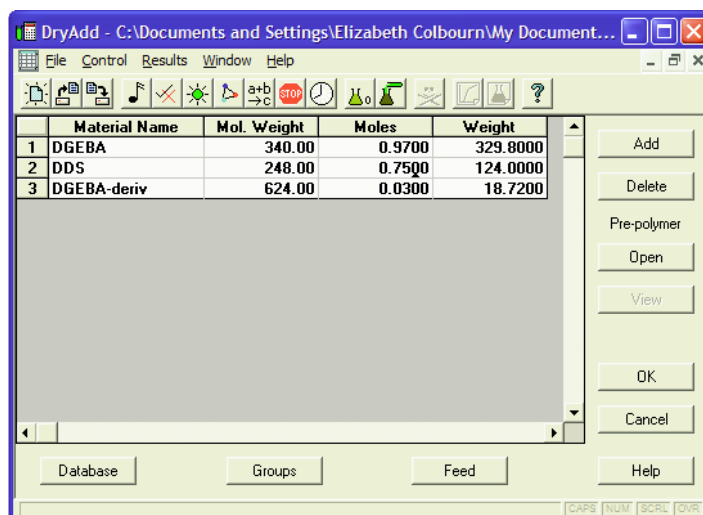 DryAdd - C:\Documents and Settings\Elizabeth Colbourn\My Document...
File Control Results Window Help
a+b
→c
STOP
?
Material Name Mol. Weight Moles Weight
1 DGEBA 340.00 0.9700 329.8000
2 DDS 248.00 0.7500 124.0000
3 DGEBA-deriv 624.00 0.0300 18.7200
Add
Delete
Pre-polymer
Open
View
OK
Cancel
Database Groups Feed Help
CAPS NUM SCRL OVR